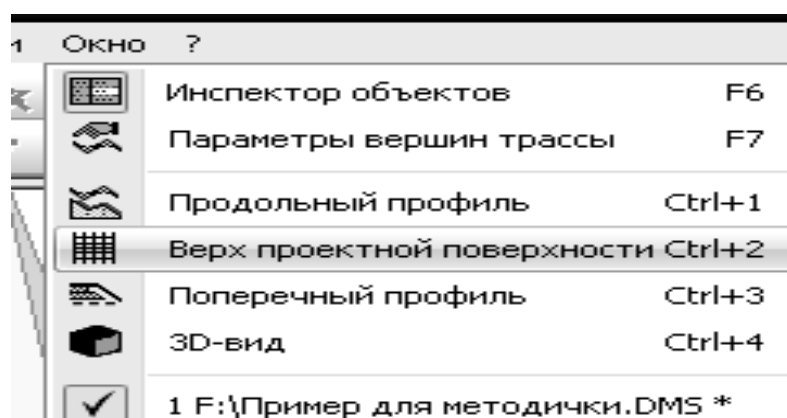 Окно ?
Инспектор объектов F6
Параметры вершин трассы F7
Продольный профиль Ctrl+1
Верх проектной поверхности Ctrl+2
Поперечный профиль Ctrl+3
3D-вид Ctrl+4
1 F:\Пример для методички.DMS *